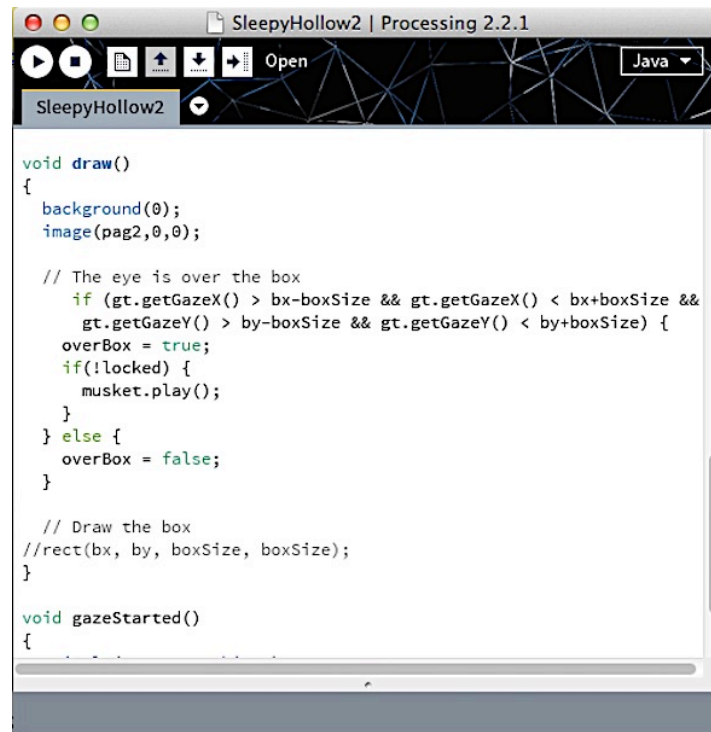 SleepyHollow2 | Processing 2.2.1
Open
Java
SleepyHollow2
void draw()
{
  background(0);
  image(pag2,0,0);

  // The eye is over the box
     if (gt.getGazeX() > bx-boxSize && gt.getGazeX() < bx+boxSize &&
      gt.getGazeY() > by-boxSize && gt.getGazeY() < by+boxSize) {
    overBox = true;
    if(!locked) {
      musket.play();
    }
  } else {
    overBox = false;
  }

  // Draw the box
//rect(bx, by, boxSize, boxSize);
}

void gazeStarted()
{